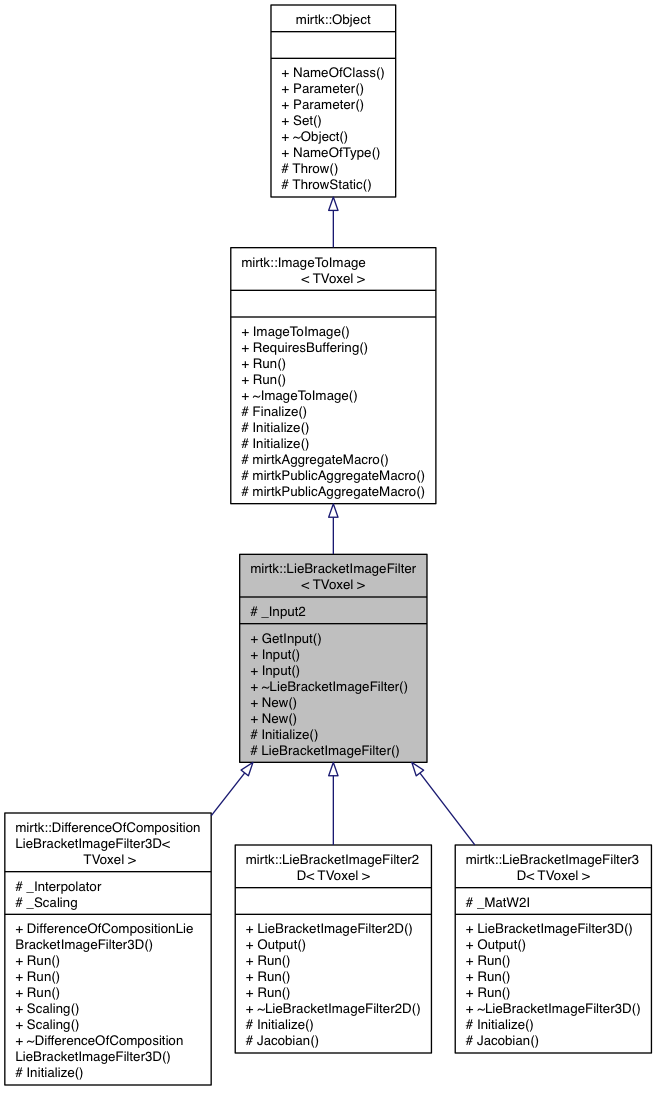 mirtk::Object
+ NameOfClass()
+ Parameter()
+ Parameter()
+ Set()
+ ~Object()
+ NameOfType()
# Throw()
# ThrowStatic()
mirtk::ImageToImage
< TVoxel >
+ ImageToImage()
+ RequiresBuffering()
+ Run()
+ Run()
+ ~ImageToImage()
# Finalize()
# Initialize()
# Initialize()
# mirtkAggregateMacro()
# mirtkPublicAggregateMacro()
# mirtkPublicAggregateMacro()
mirtk::LieBracketImageFilter
< TVoxel >
# _Input2
+ GetInput()
+ Input()
+ Input()
+ ~LieBracketImageFilter()
+ New()
+ New()
# Initialize()
# LieBracketImageFilter()
mirtk::DifferenceOfComposition
LieBracketImageFilter3D<
TVoxel >
# _Interpolator
# _Scaling
+ DifferenceOfCompositionLie
BracketImageFilter3D()
+ Run()
+ Run()
+ Run()
+ Scaling()
+ Scaling()
+ ~DifferenceOfComposition
LieBracketImageFilter3D()
# Initialize()
mirtk::LieBracketImageFilter2
D< TVoxel >
+ LieBracketImageFilter2D()
+ Output()
+ Run()
+ Run()
+ Run()
+ ~LieBracketImageFilter2D()
# Initialize()
# Jacobian()
mirtk::LieBracketImageFilter3
D< TVoxel >
# _MatW2I
+ LieBracketImageFilter3D()
+ Output()
+ Run()
+ Run()
+ Run()
+ ~LieBracketImageFilter3D()
# Initialize()
# Jacobian()